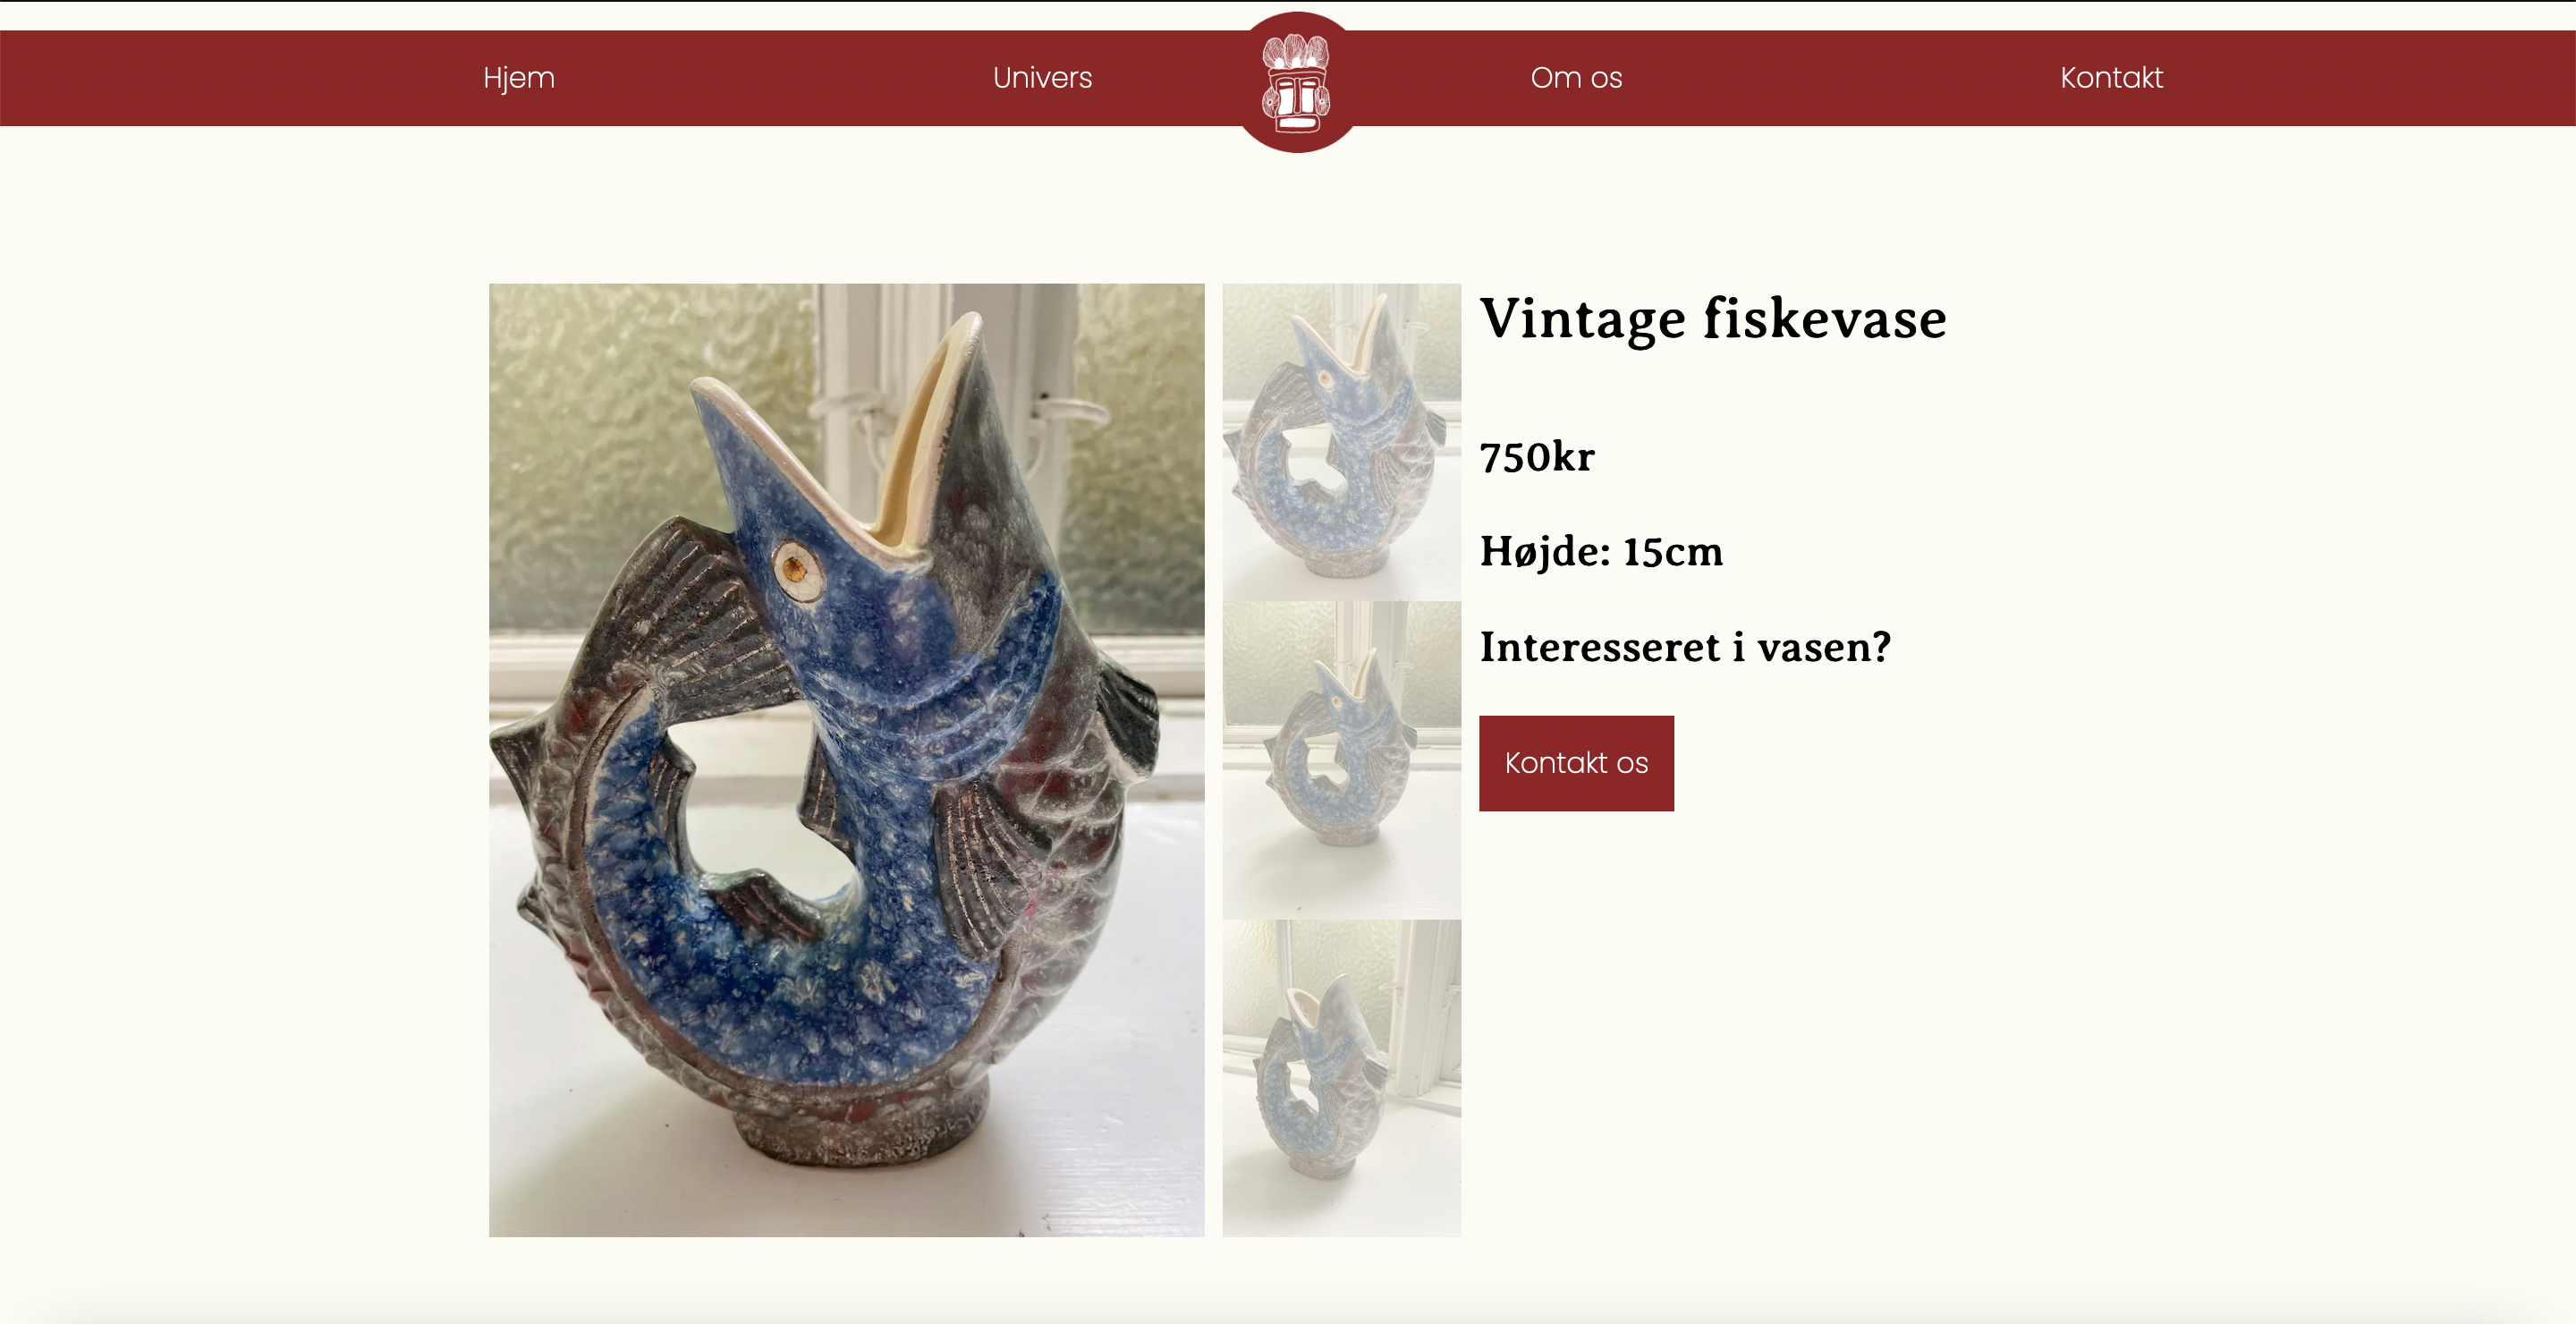 Hjem
Univers
Om os
Kontakt
Vintage fiskevase
750kr
Højde: 15cm
Interesseret i vasen?
Kontakt os